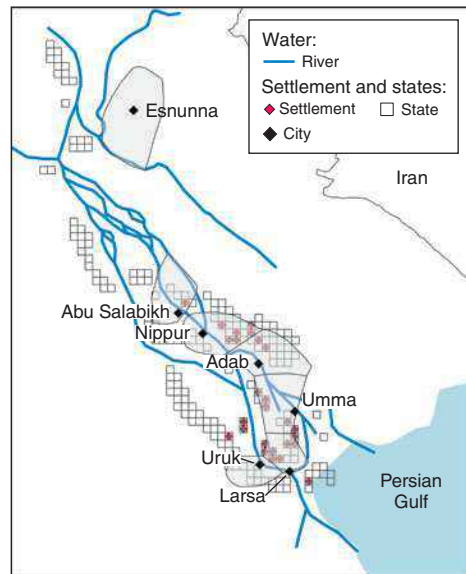 Water:
River
Settlement and states:
Settlement
State
City
Esnunna
Iran
Abu Salabikh
Nippur
Adab
Umma
Uruk
Larsa
Persian
Gulf